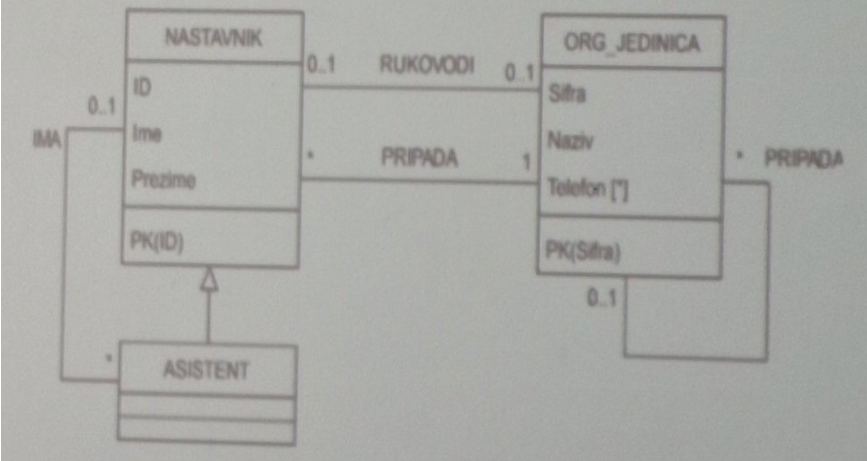 NASTAVNIK
ID
Ime
Prezime
PK(ID)
0..1
IMA
*
ASISTENT
0..1 RUKOVODI 0..1
* PRIPADA 1
ORG_JEDINICA
Sifra
Naziv
Telefon [*]
PK(Sifra)
* PRIPADA
0..1